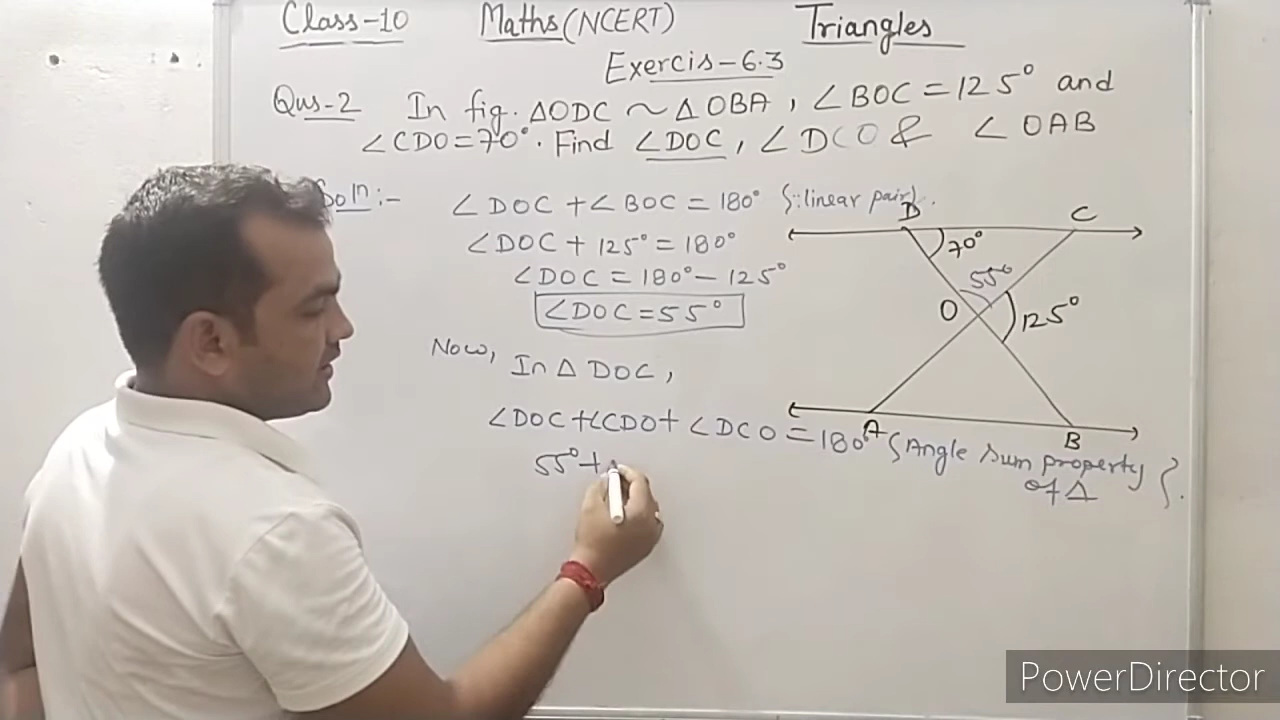 Class-10 Maths (NCERT) Triangles
Exercis-6.3
Qus-2 In fig. ΔODC ~ ΔOBA, ∠BOC = 125° and
∠CDO = 70°. Find ∠DOC, ∠DCO & ∠OAB
Soln:- ∠DOC + ∠BOC = 180° {∵ linear pair}.
∠DOC + 125° = 180°
∠DOC = 180° - 125°
∠DOC = 55°
Now, In Δ DOC,
∠DOC + ∠CDO + ∠DCO = 180° {Angle sum property
of Δ}.
55° +
D C
70°
55°
O 125°
A B
PowerDirector